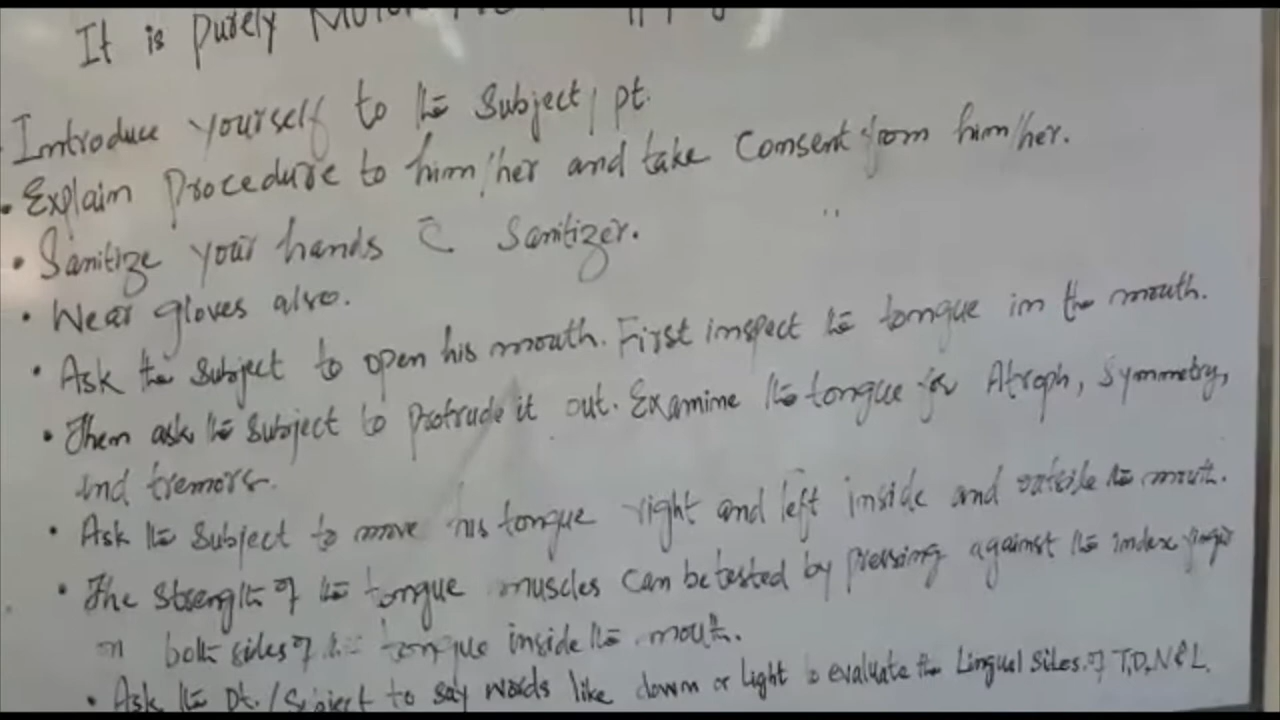 It is purely Motor
Introduce yourself to the Subject/pt.
• Explain Procedure to him/her and take Consent from him/her.
• Sanitize your hands c̄ Sanitizer.
• Wear gloves also.
• Ask the Subject to open his mouth. First inspect the tongue in the mouth.
• Then ask the Subject to Protrude it out. Examine the tongue for Atroph, Symmetry,
and tremors.
• Ask the Subject to move his tongue right and left inside and outside the mouth.
• The strength of the tongue muscles can be tested by pressing against the index finger
on both sides of the tongue inside the mouth.
• Ask the Pt./Subject to say words like down or light to evaluate the Lingual Siles of T,D,N&L.